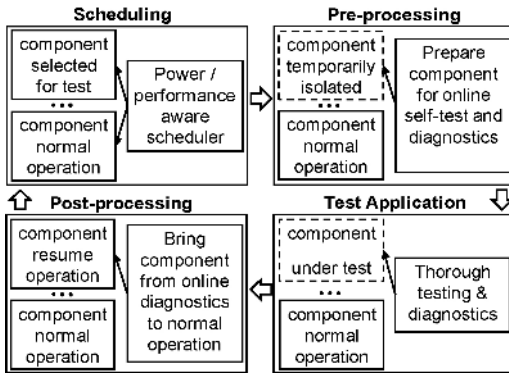 Scheduling
component
selected
for test
...
component
normal
operation
Power /
performance
aware
scheduler
Pre-processing
component
temporarily
isolated
...
component
normal
operation
Prepare
component
for online
self-test and
diagnostics
Post-processing
component
resume
operation
...
component
normal
operation
Bring
component
from online
diagnostics
to normal
operation
Test Application
component
under test
...
component
normal
operation
Thorough
testing &
diagnostics